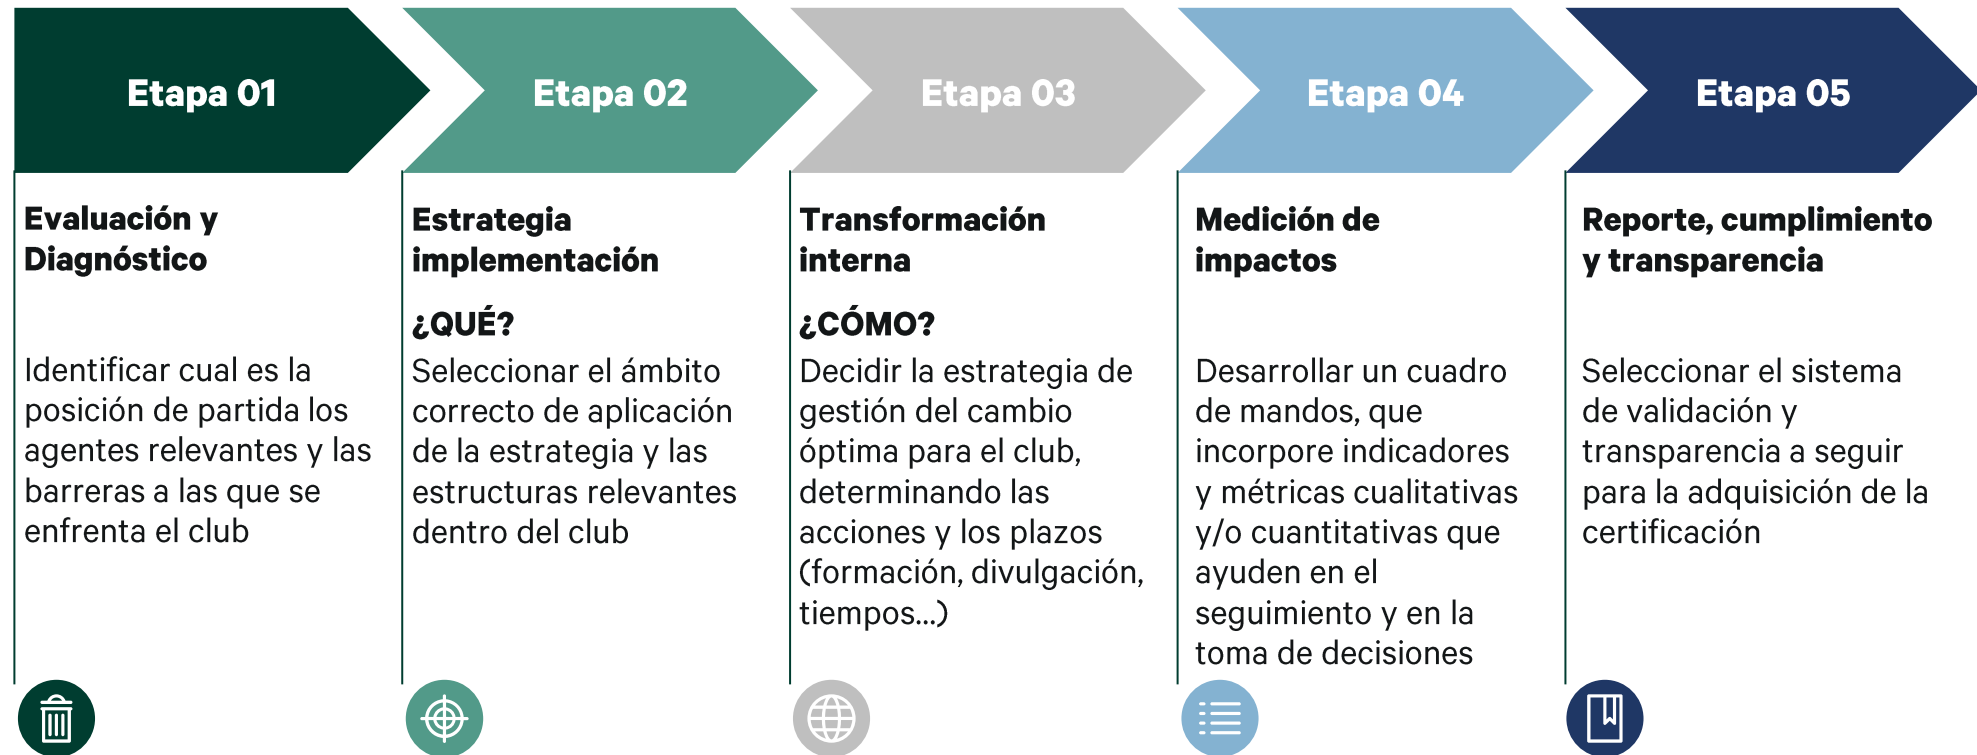 Etapa 01
Evaluación y
Diagnóstico
Identificar cual es la
posición de partida los
agentes relevantes y las
barreras a las que se
enfrenta el club
Etapa 02
Estrategia
implementación
¿QUÉ?
Seleccionar el ámbito
correcto de aplicación
de la estrategia y las
estructuras relevantes
dentro del club
Etapa 03
Transformación
interna
¿CÓMO?
Decidir la estrategia de
gestión del cambio
óptima para el club,
determinando las
acciones y los plazos
(formación, divulgación,
tiempos...)
Etapa 04
Medición de
impactos
Desarrollar un cuadro
de mandos, que
incorpore indicadores
y métricas cualitativas
y/o cuantitativas que
ayuden en el
seguimiento y en la
toma de decisiones
Etapa 05
Reporte, cumplimiento
y transparencia
Seleccionar el sistema
de validación y
transparencia a seguir
para la adquisición de la
certificación